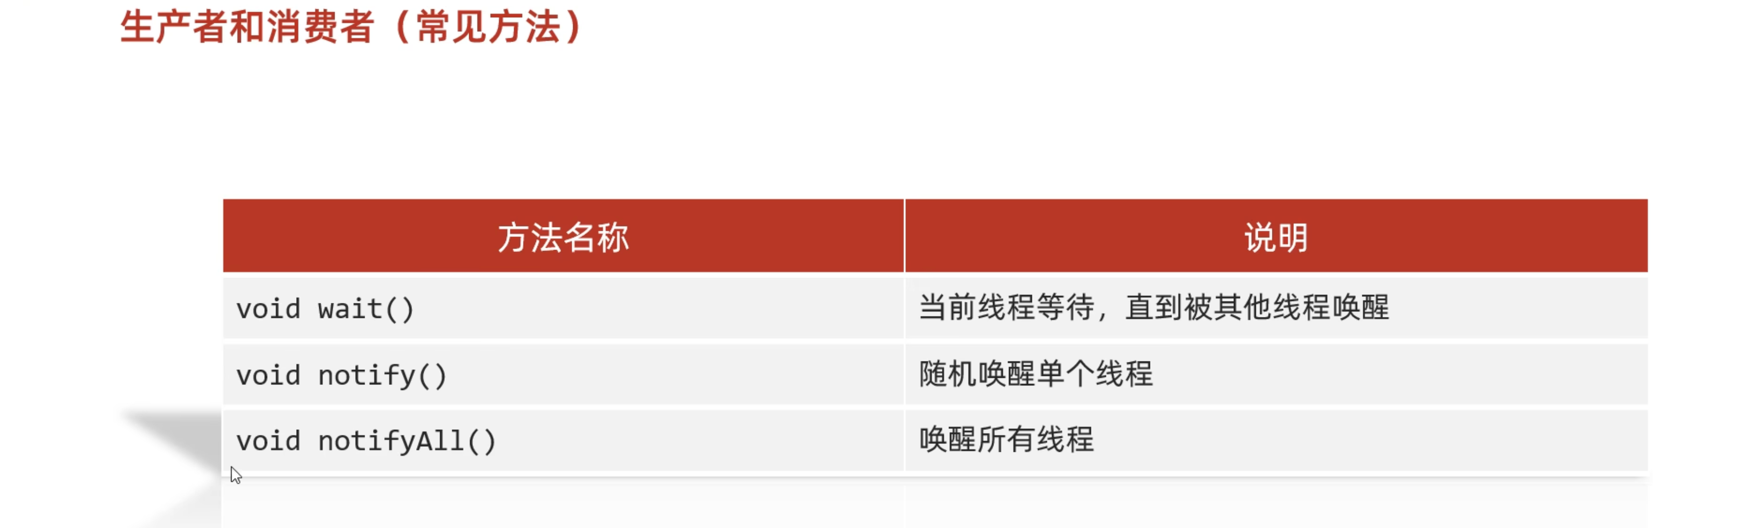 生产者和消费者（常见方法）
方法名称 说明
void wait() 当前线程等待，直到被其他线程唤醒
void notify() 随机唤醒单个线程
void notifyAll() 唤醒所有线程